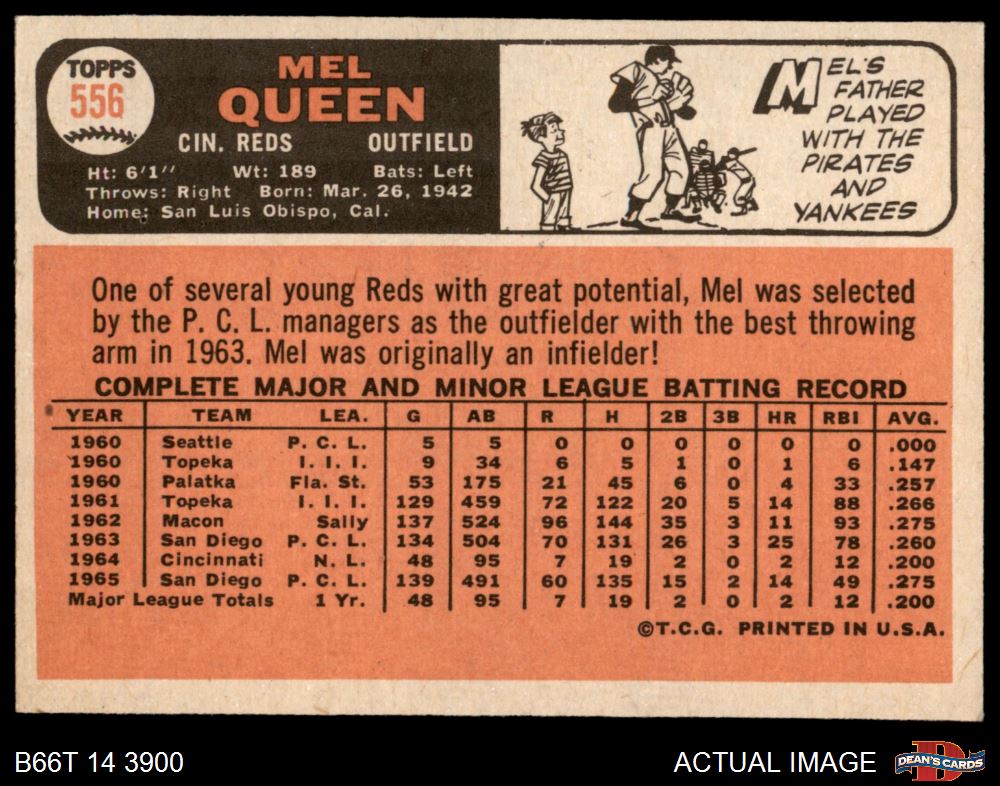 TOPPS
556
MEL
QUEEN
CIN. REDS OUTFIELD
Ht: 6'1" Wt: 189 Bats: Left
Throws: Right Born: Mar. 26, 1942
Home: San Luis Obispo, Cal.
MEL'S
FATHER
PLAYED
WITH THE
PIRATES
AND
YANKEES
One of several young Reds with great potential, Mel was selected
by the P. C. L. managers as the outfielder with the best throwing
arm in 1963. Mel was originally an infielder!
COMPLETE MAJOR AND MINOR LEAGUE BATTING RECORD
YEAR TEAM LEA. G AB R H 2B 3B HR RBI AVG.
1960 Seattle P. C. L. 5 5 0 0 0 0 0 0 .000
1960 Topeka I. I. I. 9 34 6 5 1 0 1 6 .147
1960 Palatka Fla. St. 53 175 21 45 6 0 4 33 .257
1961 Topeka I. I. I. 129 459 72 122 20 5 14 88 .266
1962 Macon Sally 137 524 96 144 35 3 11 93 .275
1963 San Diego P. C. L. 134 504 70 131 26 3 25 78 .260
1964 Cincinnati N. L. 48 95 7 19 2 0 2 12 .200
1965 San Diego P. C. L. 139 491 60 135 15 2 14 49 .275
Major League Totals 1 Yr. 48 95 7 19 2 0 2 12 .200
©T.C.G. PRINTED IN U.S.A.
B66T 14 3900
ACTUAL IMAGE
D
DEAN'S CARDS